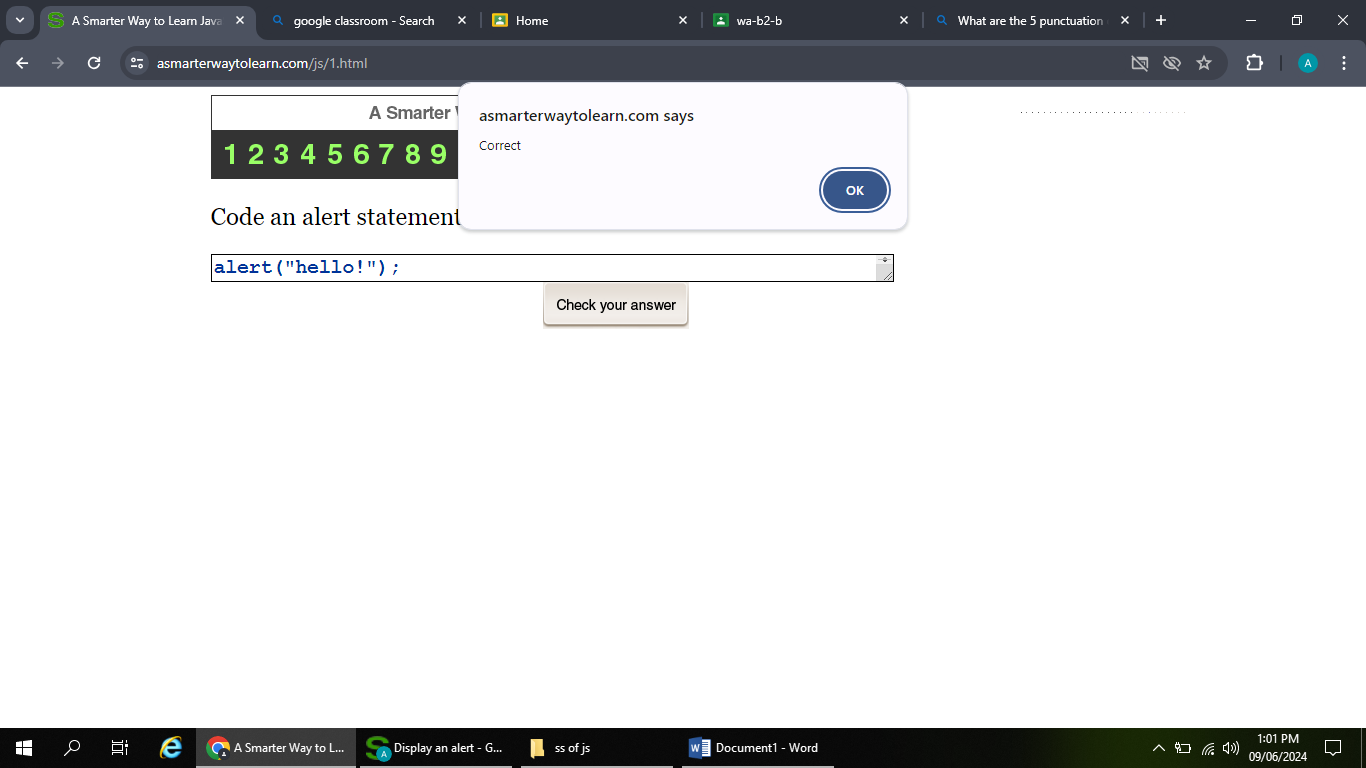 A Smarter Way to Learn Java
google classroom - Search
Home
wa-b2-b
What are the 5 punctuation
asmarterwaytolearn.com/js/1.html
A
A Smarter
1 2 3 4 5 6 7 8 9
asmarterwaytolearn.com says
Correct
OK
Code an alert statement
alert("hello!");
Check your answer
A Smarter Way to L...
Display an alert - G...
ss of js
Document1 - Word
1:01 PM
09/06/2024